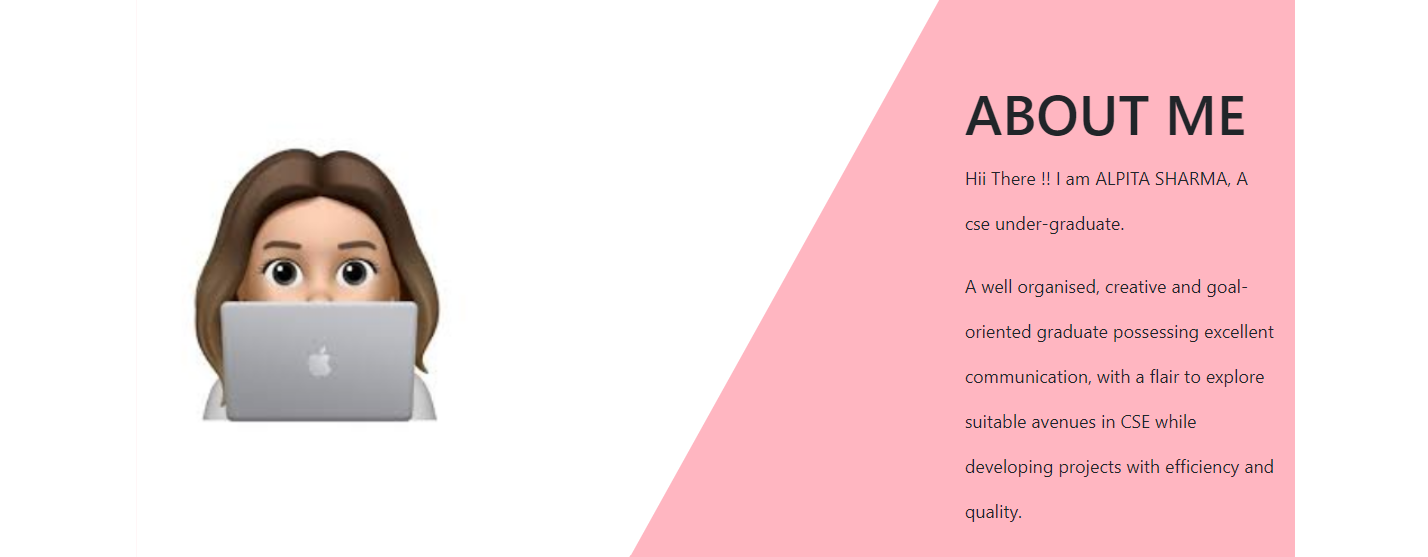 ABOUT ME
Hii There !! I am ALPITA SHARMA, A
cse under-graduate.
A well organised, creative and goal-
oriented graduate possessing excellent
communication, with a flair to explore
suitable avenues in CSE while
developing projects with efficiency and
quality.